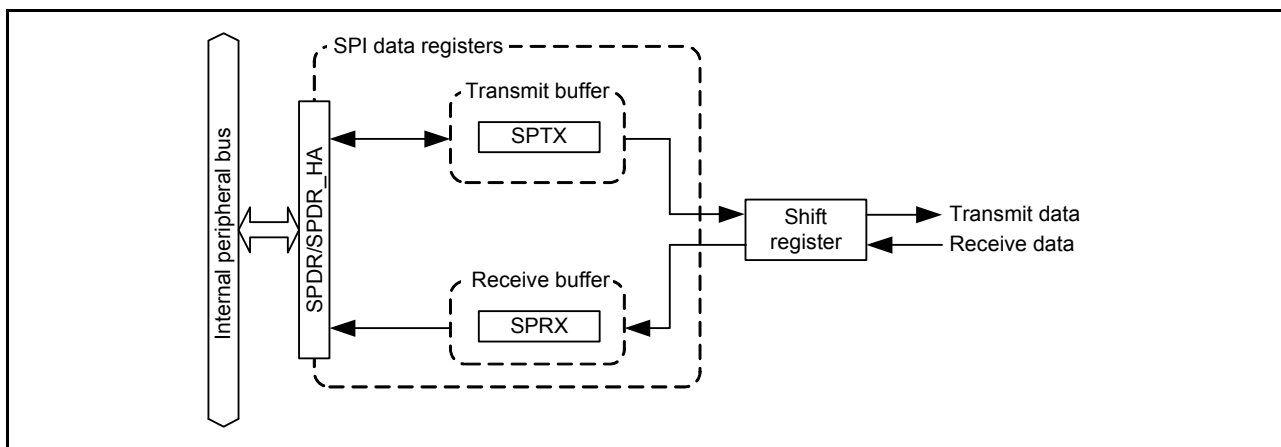 SPI data registers
Transmit buffer
SPTX
Internal peripheral bus
SPDR/SPDR_HA
Shift
register
Transmit data
Receive data
Receive buffer
SPRX